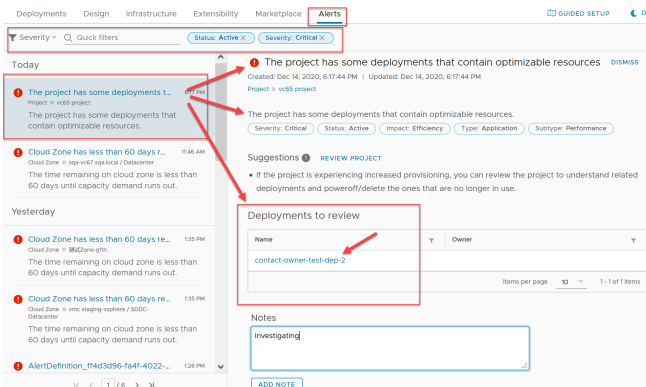 Deployments Design Infrastructure Extensibility Marketplace Alerts GUIDED SETUP
Severity Quick filters Status: Active Severity: Critical
Today
The project has some deployments t...
Project » vc65 project
The project has some deployments that
contain optimizable resources.
Cloud Zone has less than 60 days re... 11:46 AM
Cloud Zone » sqa-vc67.sqa.local / Datacenter
The time remaining on cloud zone is less than
60 days until capacity demand runs out.
Yesterday
Cloud Zone has less than 60 days re... 1:35 PM
Cloud Zone » 测试Zone-gf1n
The time remaining on cloud zone is less than
60 days until capacity demand runs out.
Cloud Zone has less than 60 days re... 1:35 PM
Cloud Zone » vmc staging-vsphere / SDDC-
Datacenter
The time remaining on cloud zone is less than
60 days until capacity demand runs out.
AlertDefinition_ff4d3d96-fa4f-4022-... 1:26 PM
1 / 6
The project has some deployments that contain optimizable resources DISMISS
Created: Dec 14, 2020, 6:17:44 PM | Updated: Dec 14, 2020, 6:17:44 PM
Project » vc65 project
The project has some deployments that contain optimizable resources.
Severity: Critical Status: Active Impact: Efficiency Type: Application Subtype: Performance
Suggestions REVIEW PROJECT
• If the project is experiencing increased provisioning, you can review the project to understand related
deployments and poweroff/delete the ones that are no longer in use.
Deployments to review
Name Owner
contact-owner-test-dep-2
Items per page 10 1 - 1 of 1 items
Notes
Investigating
ADD NOTE